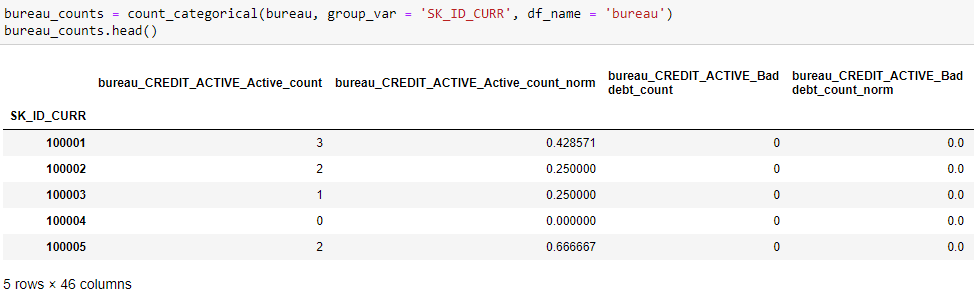 bureau_counts = count_categorical(bureau, group_var = 'SK_ID_CURR', df_name = 'bureau')
bureau_counts.head()
bureau_CREDIT_ACTIVE_Active_count bureau_CREDIT_ACTIVE_Active_count_norm bureau_CREDIT_ACTIVE_Bad debt_count bureau_CREDIT_ACTIVE_Bad debt_count_norm
SK_ID_CURR
100001 3 0.428571 0 0.0
100002 2 0.250000 0 0.0
100003 1 0.250000 0 0.0
100004 0 0.000000 0 0.0
100005 2 0.666667 0 0.0
5 rows × 46 columns